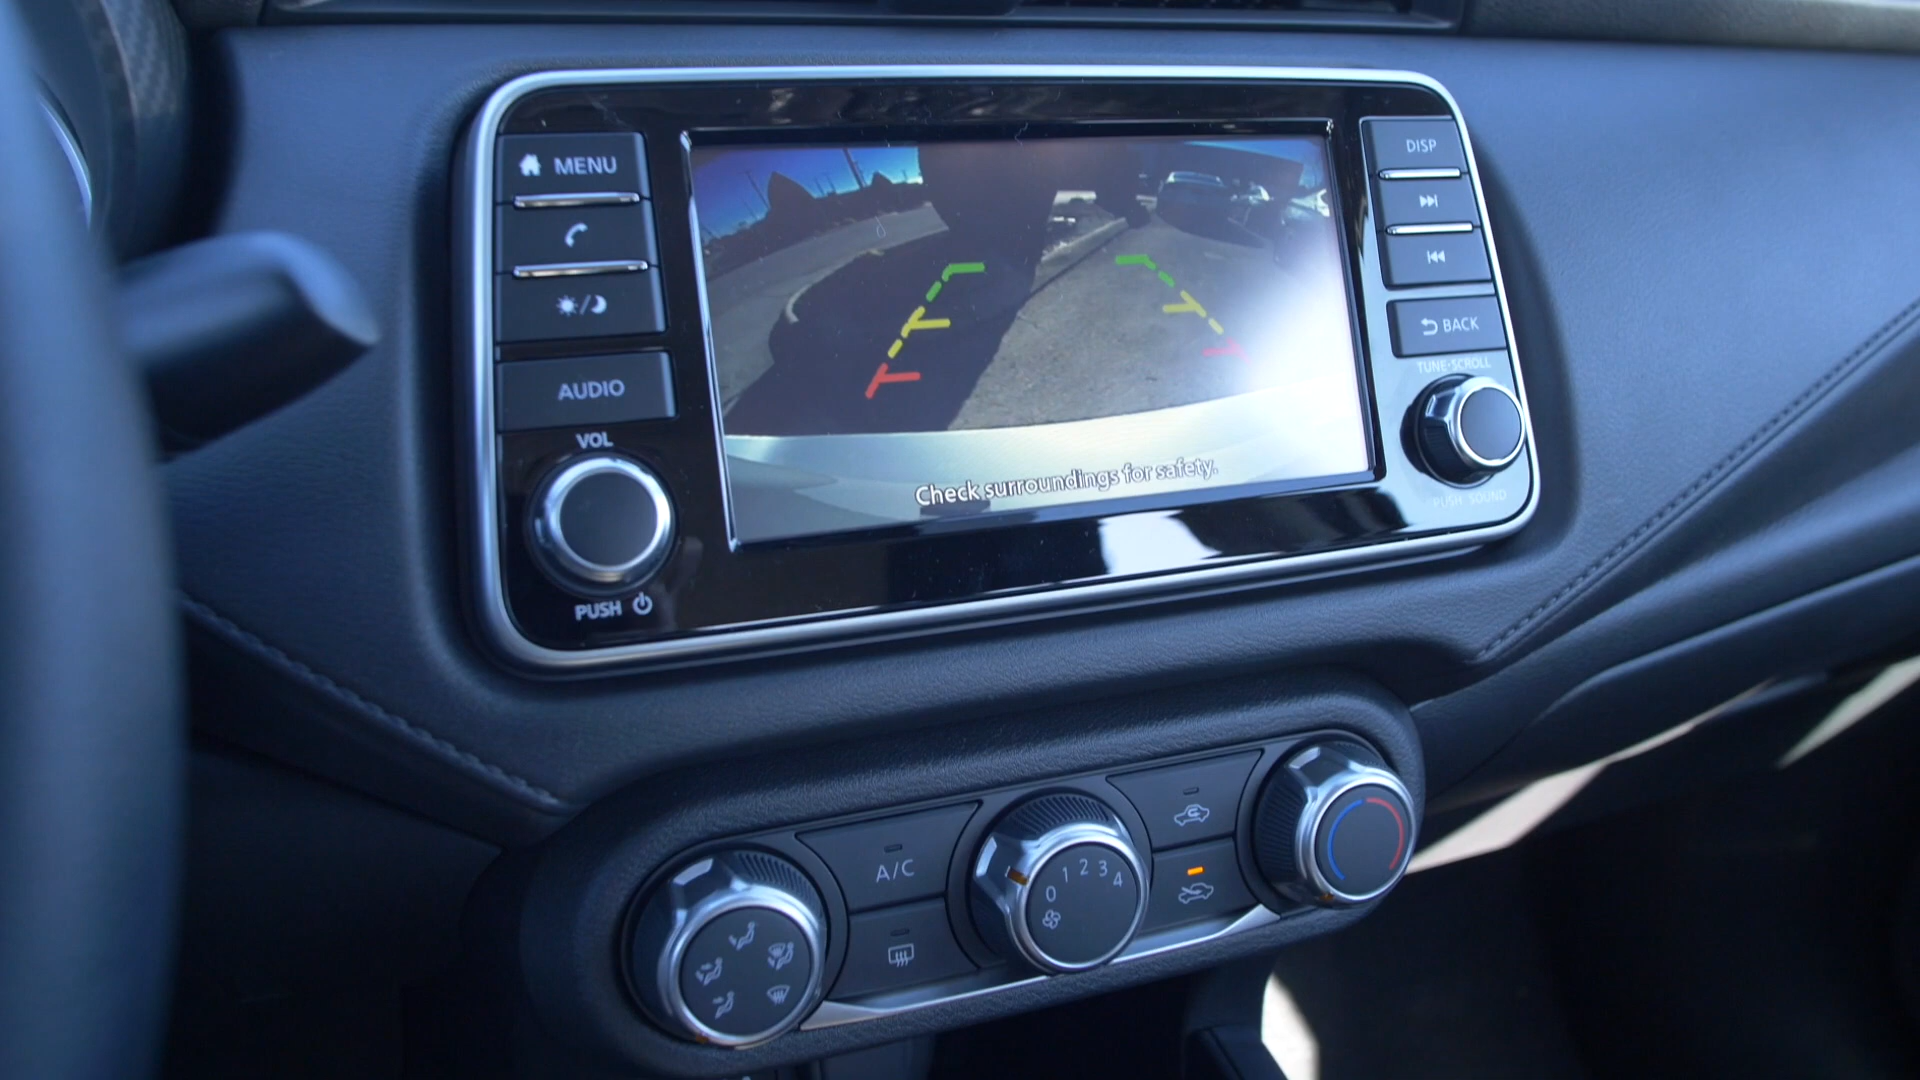 MENU
AUDIO
VOL
PUSH
Check surroundings for safety.
DISP
BACK
TUNE·SCROLL
PUSH SOUND
A/C
0 1 2 3 4